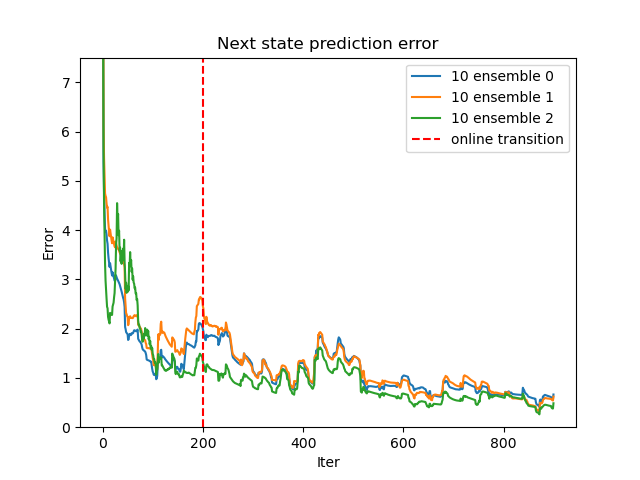 Next state prediction error
10 ensemble 0
10 ensemble 1
10 ensemble 2
online transition
7
6
5
4
3
2
1
0
Error
0 200 400 600 800
Iter